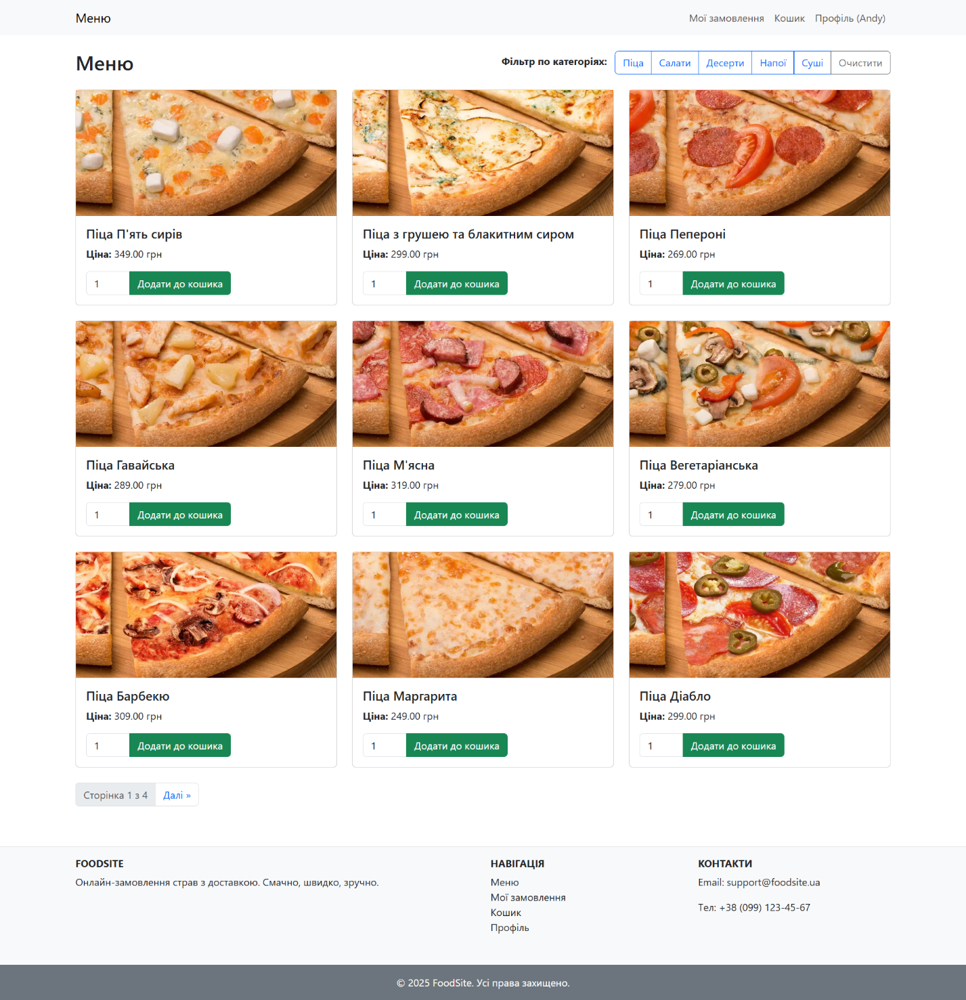 Меню
Мої замовлення Кошик Профіль (Andy)
Меню
Фільтр по категоріях: Піца Салати Десерти Напої Суші Очистити
Піца П'ять сирів
Ціна: 349.00 грн
1 Додати до кошика
Піца з грушею та блакитним сиром
Ціна: 299.00 грн
1 Додати до кошика
Піца Пепероні
Ціна: 269.00 грн
1 Додати до кошика
Піца Гавайська
Ціна: 289.00 грн
1 Додати до кошика
Піца М'ясна
Ціна: 319.00 грн
1 Додати до кошика
Піца Вегетаріанська
Ціна: 279.00 грн
1 Додати до кошика
Піца Барбекю
Ціна: 309.00 грн
1 Додати до кошика
Піца Маргарита
Ціна: 249.00 грн
1 Додати до кошика
Піца Діабло
Ціна: 299.00 грн
1 Додати до кошика
Сторінка 1 з 4 Далі »
FOODSITE
Онлайн-замовлення страв з доставкою. Смачно, швидко, зручно.
НАВІГАЦІЯ
Меню
Мої замовлення
Кошик
Профіль
КОНТАКТИ
Email: support@foodsite.ua
Тел: +38 (099) 123-45-67
© 2025 FoodSite. Усі права захищено.